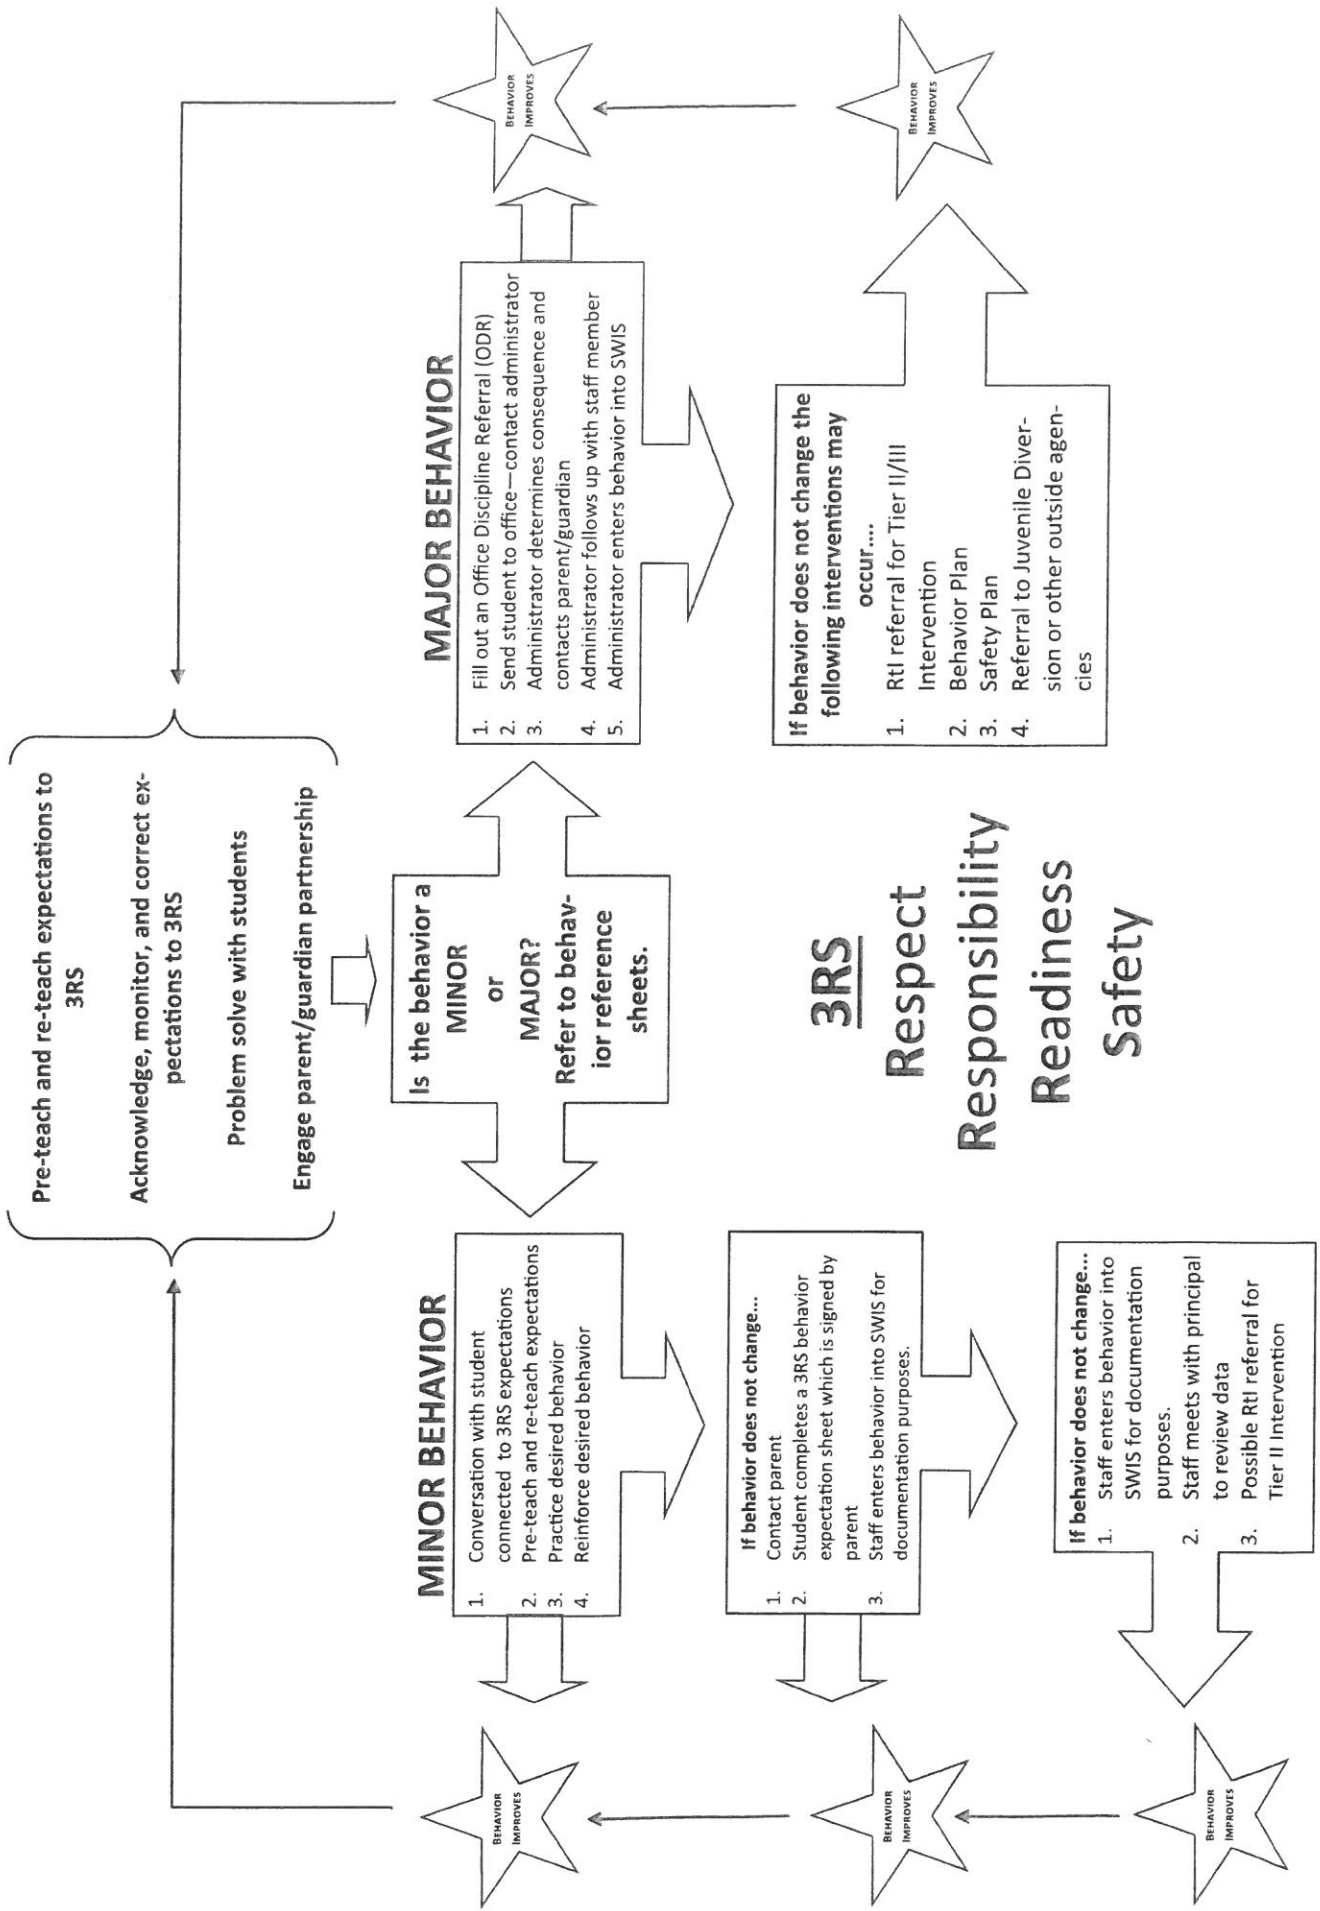 Pre-teach and re-teach expectations to
3RS
Acknowledge, monitor, and correct ex-
pectations to 3RS
Problem solve with students
Engage parent/guardian partnership
Is the behavior a
MINOR
or
MAJOR?
Refer to behav-
ior reference
sheets.
MINOR BEHAVIOR
1. Conversation with student
connected to 3RS expectations
2. Pre-teach and re-teach expectations
3. Practice desired behavior
4. Reinforce desired behavior
BEHAVIOR
IMPROVES
If behavior does not change...
1. Contact parent
2. Student completes a 3RS behavior
expectation sheet which is signed by
parent
3. Staff enters behavior into SWIS for
documentation purposes.
BEHAVIOR
IMPROVES
If behavior does not change...
1. Staff enters behavior into
SWIS for documentation
purposes.
2. Staff meets with principal
to review data
3. Possible RtI referral for
Tier II Intervention
BEHAVIOR
IMPROVES
3RS
Respect
Responsibility
Readiness
Safety
MAJOR BEHAVIOR
1. Fill out an Office Discipline Referral (ODR)
2. Send student to office—contact administrator
3. Administrator determines consequence and
contacts parent/guardian
4. Administrator follows up with staff member
5. Administrator enters behavior into SWIS
BEHAVIOR
IMPROVES
If behavior does not change the
following interventions may
occur....
1. RtI referral for Tier II/III
Intervention
2. Behavior Plan
3. Safety Plan
4. Referral to Juvenile Diver-
sion or other outside agen-
cies
BEHAVIOR
IMPROVES